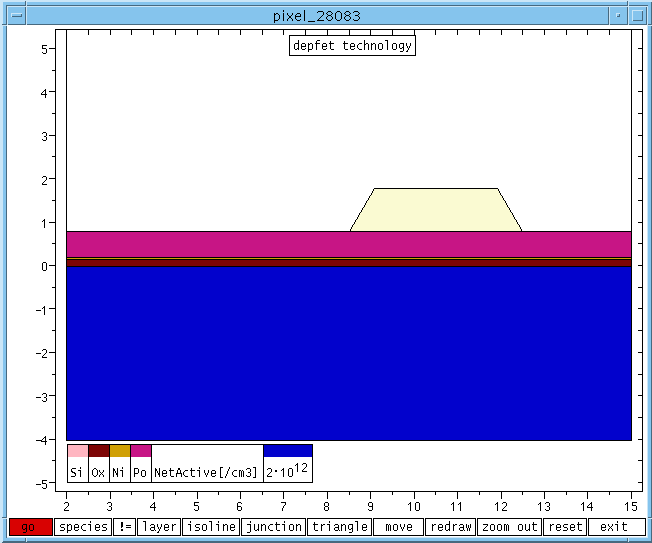 pixel_28083
depfet technology
5
4
3
2
1
0
-1
-2
-3
-4
-5
Si Ox Ni Po NetActive[/cm3] 2·10^12
2 3 4 5 6 7 8 9 10 11 12 13 14 15
go species != layer isoline junction triangle move redraw zoom out reset exit